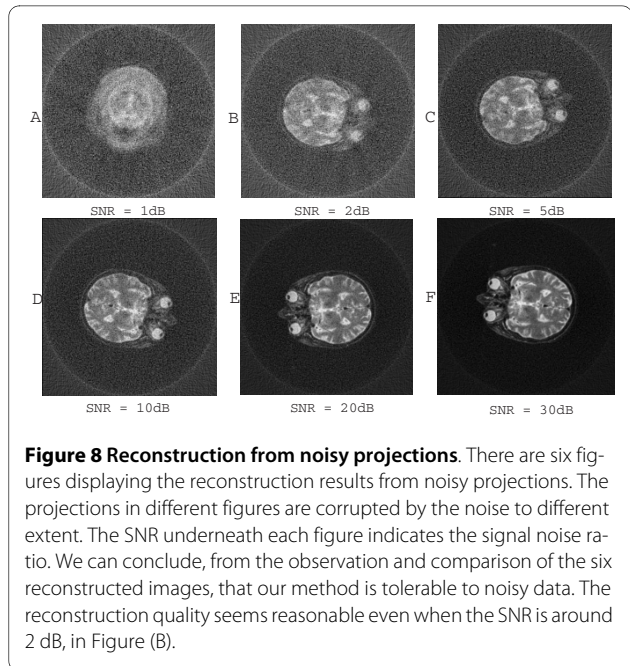 A
B
C
SNR = 1dB
SNR = 2dB
SNR = 5dB
D
E
F
SNR = 10dB
SNR = 20dB
SNR = 30dB
Figure 8 Reconstruction from noisy projections. There are six fig-
ures displaying the reconstruction results from noisy projections. The
projections in different figures are corrupted by the noise to different
extent. The SNR underneath each figure indicates the signal noise ra-
tio. We can conclude, from the observation and comparison of the six
reconstructed images, that our method is tolerable to noisy data. The
reconstruction quality seems reasonable even when the SNR is around
2 dB, in Figure (B).